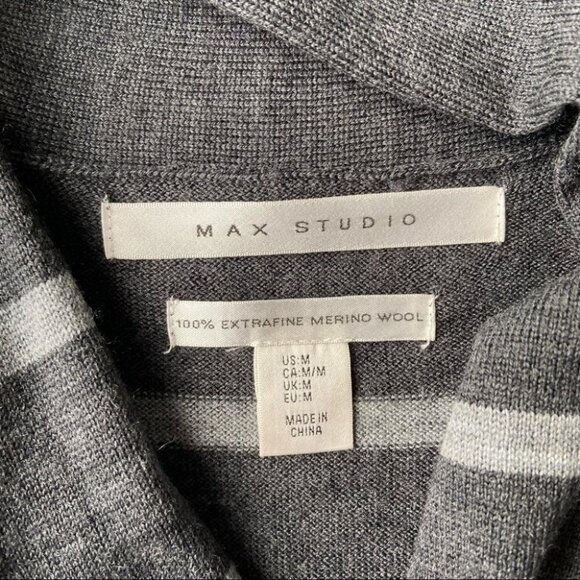 MAX STUDIO
100% EXTRAFINE MERINO WOOL
US:M
CA:M/M
UK:M
EU:M
MADE IN
CHINA